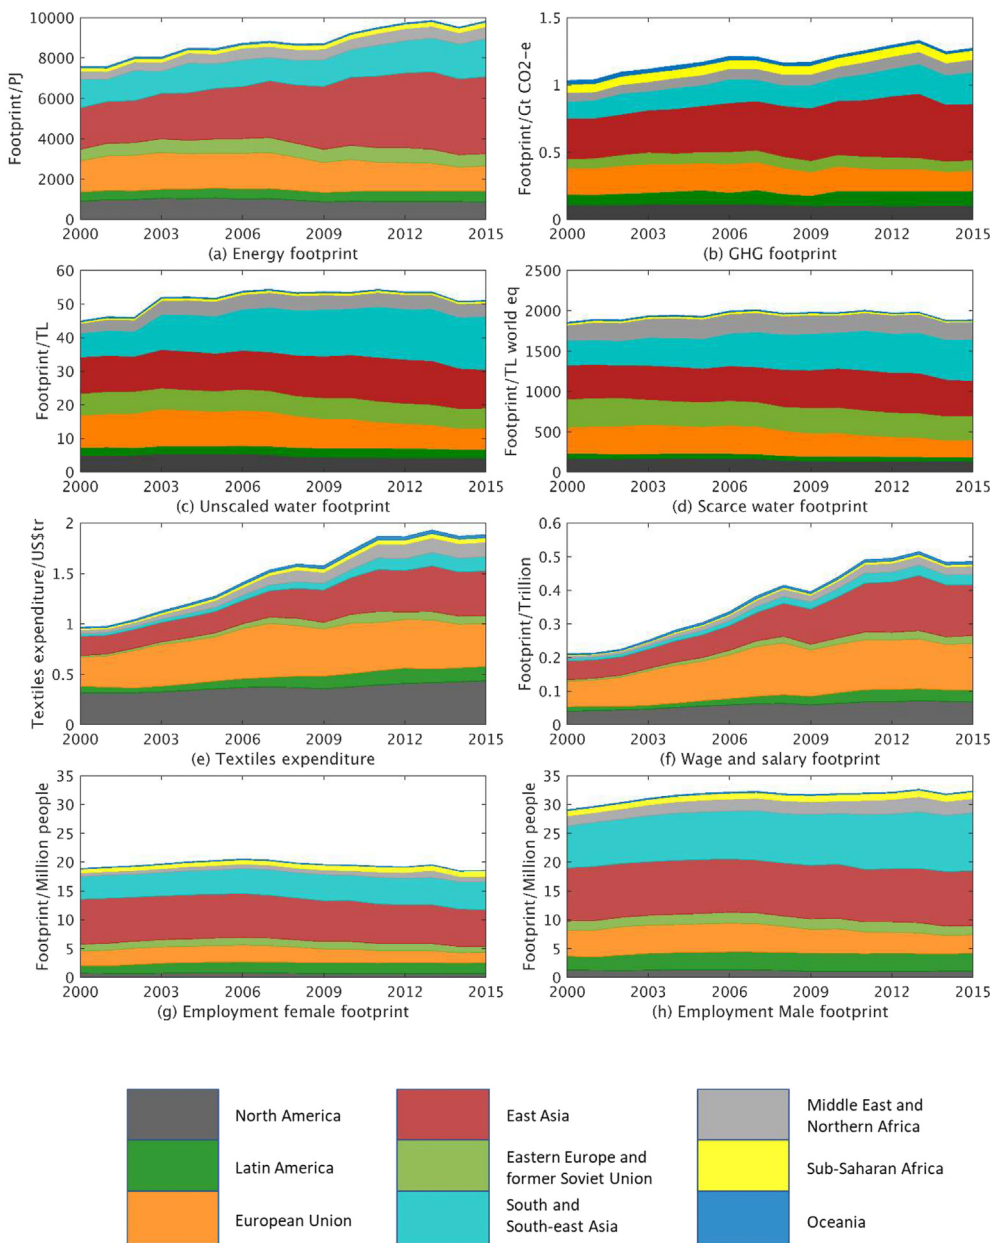 10000
8000
6000
4000
2000
0
Footprint/PJ
2000 2003 2006 2009 2012 2015
(a) Energy footprint
1.5
1
0.5
0
Footprint/Gt CO2-e
2000 2003 2006 2009 2012 2015
(b) GHG footprint
60
50
40
30
20
10
0
Footprint/TL
2000 2003 2006 2009 2012 2015
(c) Unscaled water footprint
2500
2000
1500
1000
500
0
Footprint/TL world eq
2000 2003 2006 2009 2012 2015
(d) Scarce water footprint
2
1.5
1
0.5
0
Textiles expenditure/US$tr
2000 2003 2006 2009 2012 2015
(e) Textiles expenditure
0.6
0.5
0.4
0.3
0.2
0.1
0
Footprint/Trillion
2000 2003 2006 2009 2012 2015
(f) Wage and salary footprint
35
30
25
20
15
10
5
0
Footprint/Million people
2000 2003 2006 2009 2012 2015
(g) Employment female footprint
35
30
25
20
15
10
5
0
Footprint/Million people
2000 2003 2006 2009 2012 2015
(h) Employment Male footprint
North America
Latin America
European Union
East Asia
Eastern Europe and
former Soviet Union
South and
South-east Asia
Middle East and
Northern Africa
Sub-Saharan Africa
Oceania